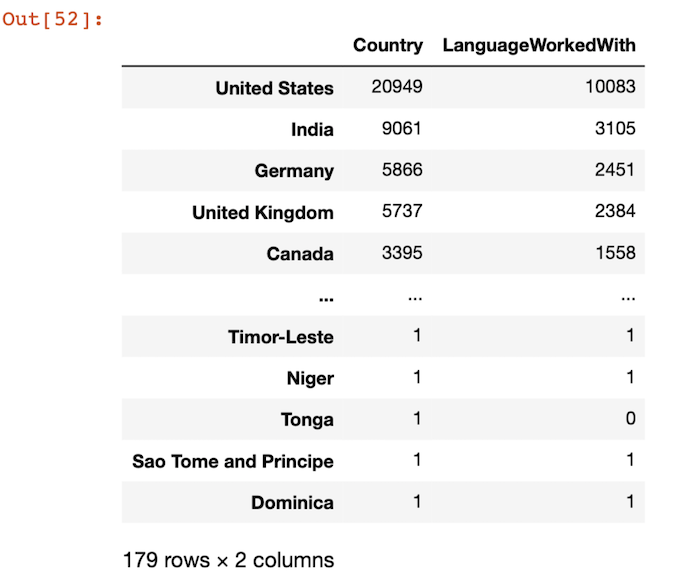 Out[52]:
Country LanguageWorkedWith
United States 20949 10083
India 9061 3105
Germany 5866 2451
United Kingdom 5737 2384
Canada 3395 1558
... ... ...
Timor-Leste 1 1
Niger 1 1
Tonga 1 0
Sao Tome and Principe 1 1
Dominica 1 1
179 rows × 2 columns